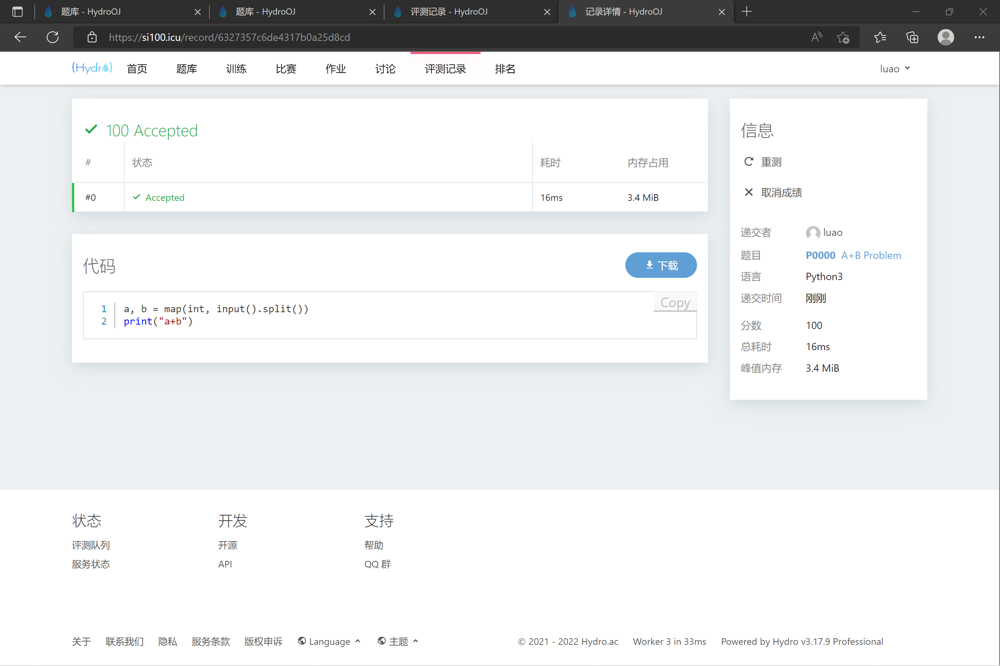 题库 - HydroOJ
题库 - HydroOJ
评测记录 - HydroOJ
记录详情 - HydroOJ
https://si100.icu/record/6327357c6de4317b0a25d8cd
{Hydro} 首页 题库 训练 比赛 作业 讨论 评测记录 排名 luao
100 Accepted
# 状态 耗时 内存占用
#0 Accepted 16ms 3.4 MiB
代码
下载
Copy
1 a, b = map(int, input().split())
2 print("a+b")
信息
重测
取消成绩
递交者 luao
题目 P0000 A+B Problem
语言 Python3
递交时间 刚刚
分数 100
总耗时 16ms
峰值内存 3.4 MiB
状态
评测队列
服务状态
开发
开源
API
支持
帮助
QQ 群
关于 联系我们 隐私 服务条款 版权申诉 Language 主题 © 2021 - 2022 Hydro.ac Worker 3 in 33ms Powered by Hydro v3.17.9 Professional